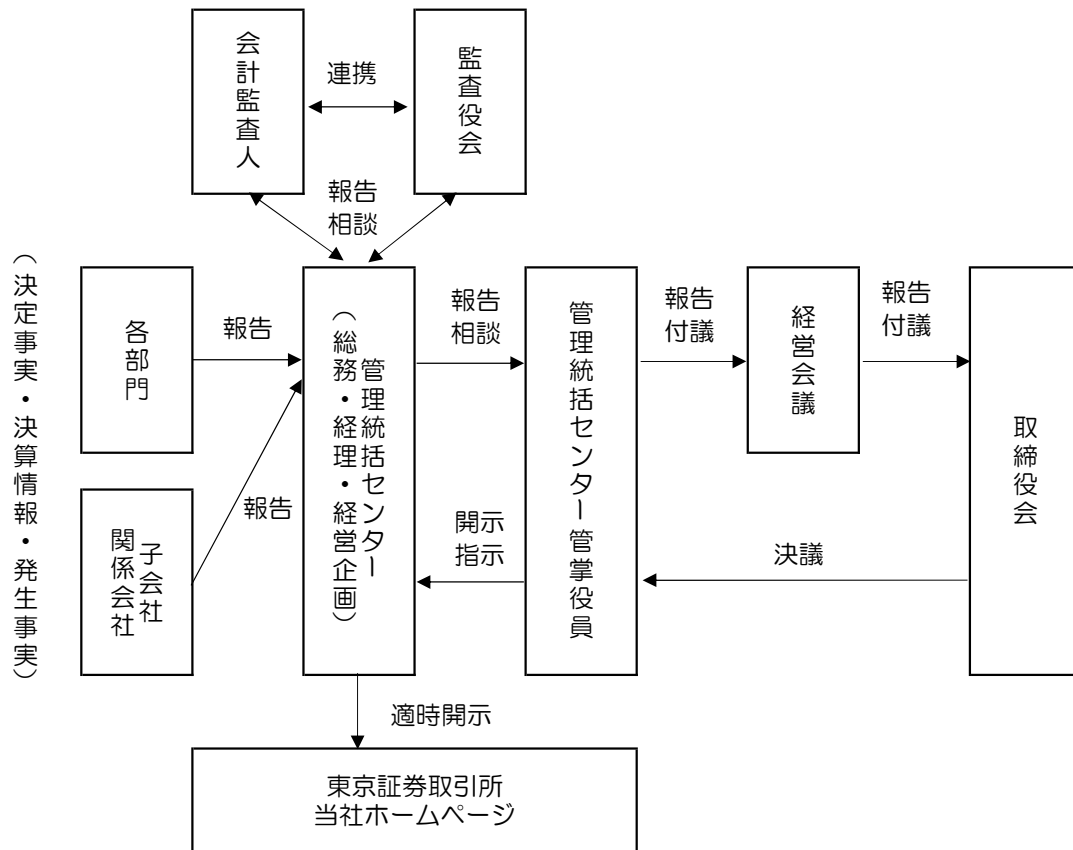 会計監査人
連携
監査役会
報告
相談
（決定事実・決算情報・発生事実）
各部門
報告
子会社
関係会社
報告
管理統括センター
（総務・経理・経営企画）
報告
相談
開示
指示
管理統括センター管掌役員
報告
付議
経営会議
報告
付議
決議
取締役会
適時開示
東京証券取引所
当社ホームページ